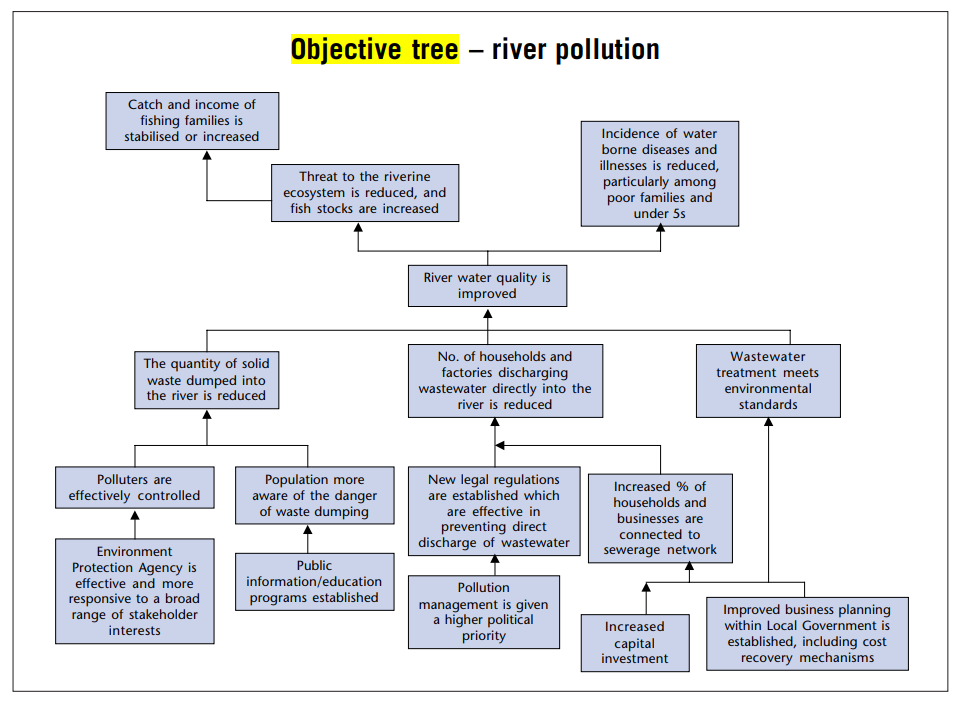 Objective tree – river pollution
Catch and income of
fishing families is
stabilised or increased
Incidence of water
borne diseases and
illnesses is reduced,
particularly among
poor families and
under 5s
Threat to the riverine
ecosystem is reduced, and
fish stocks are increased
River water quality is
improved
The quantity of solid
waste dumped into
the river is reduced
No. of households and
factories discharging
wastewater directly into the
river is reduced
Wastewater
treatment meets
environmental
standards
Polluters are
effectively controlled
Population more
aware of the danger
of waste dumping
New legal regulations
are established which
are effective in
preventing direct
discharge of wastewater
Increased % of
households and
businesses are
connected to
sewerage network
Environment
Protection Agency is
effective and more
responsive to a broad
range of stakeholder
interests
Public
information/education
programs established
Pollution
management is given
a higher political
priority
Increased
capital
investment
Improved business planning
within Local Government is
established, including cost
recovery mechanisms